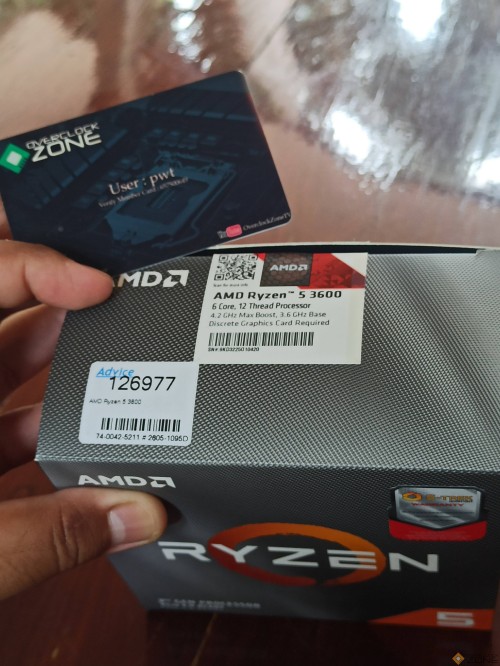 OVERCLOCK
ZONE
User : pwt
AMD
AMD
AMD Ryzen™ 5 3600
6 Core, 12 Thread Processor
4.2 GHz Max Boost, 3.6 GHz Base
Discrete Graphics Card Required
Advice
126977
AMD Ryzen 5 3600
74-0042-5211 # 2605-1095D
AMD
WARRANTY
RYZEN
5